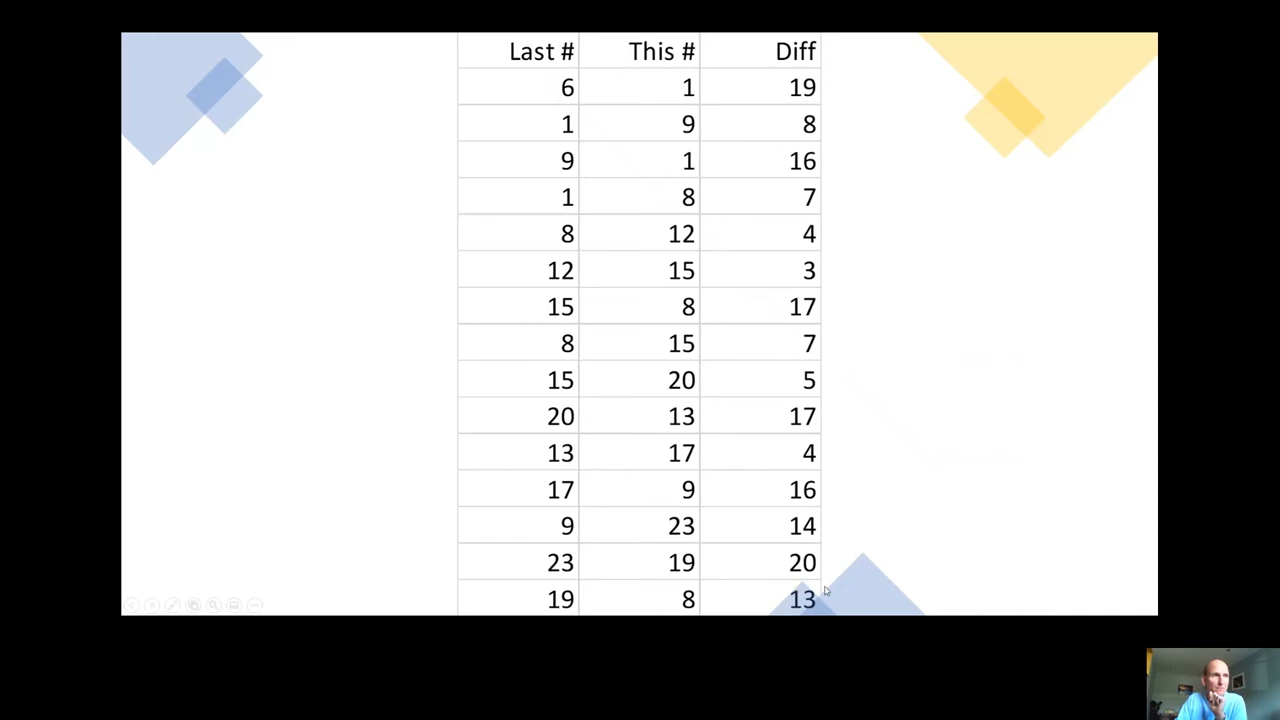 Last # This # Diff
6 1 19
1 9 8
9 1 16
1 8 7
8 12 4
12 15 3
15 8 17
8 15 7
15 20 5
20 13 17
13 17 4
17 9 16
9 23 14
23 19 20
19 8 13